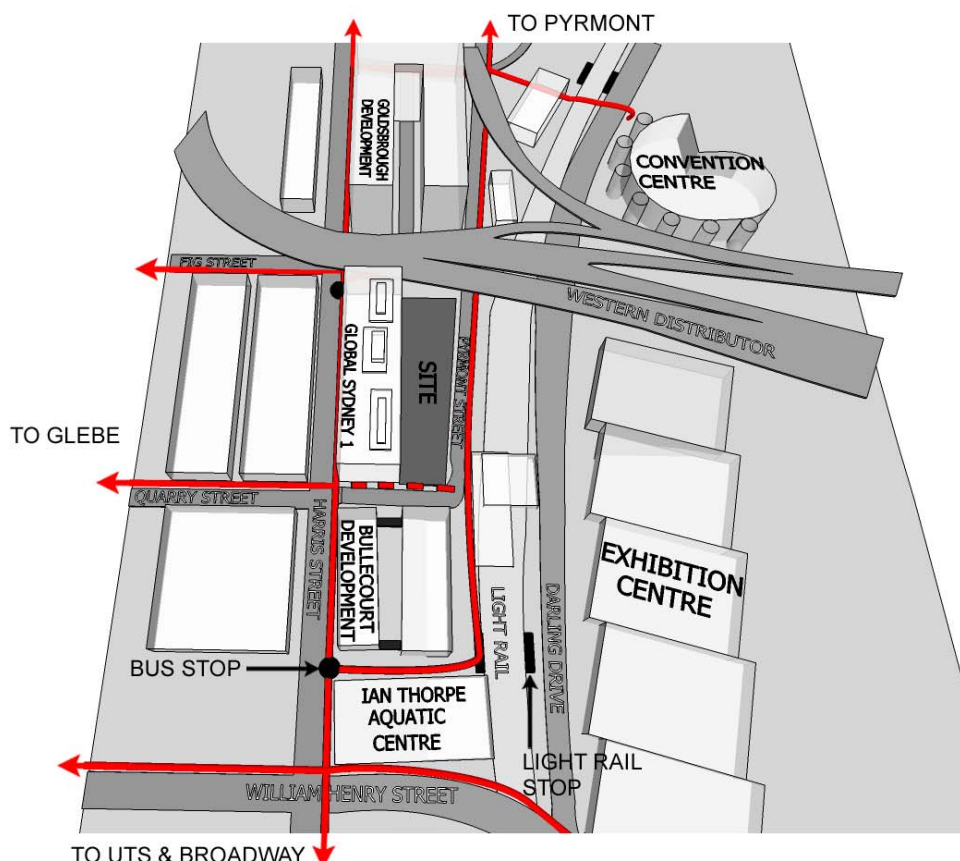 TO PYRMONT
GOLDSBROUGH
DEVELOPMENT
CONVENTION
CENTRE
FIG STREET
WESTERN DISTRIBUTOR
GLOBAL SYDNEY 1
SITE
PYRMONT STREET
TO GLEBE
QUARRY STREET
HARRIS STREET
BULLECOURT
DEVELOPMENT
EXHIBITION
CENTRE
LIGHT RAIL
DARLING DRIVE
BUS STOP
IAN THORPE
AQUATIC
CENTRE
LIGHT RAIL
STOP
WILLIAM HENRY STREET
TO UTS & BROADWAY